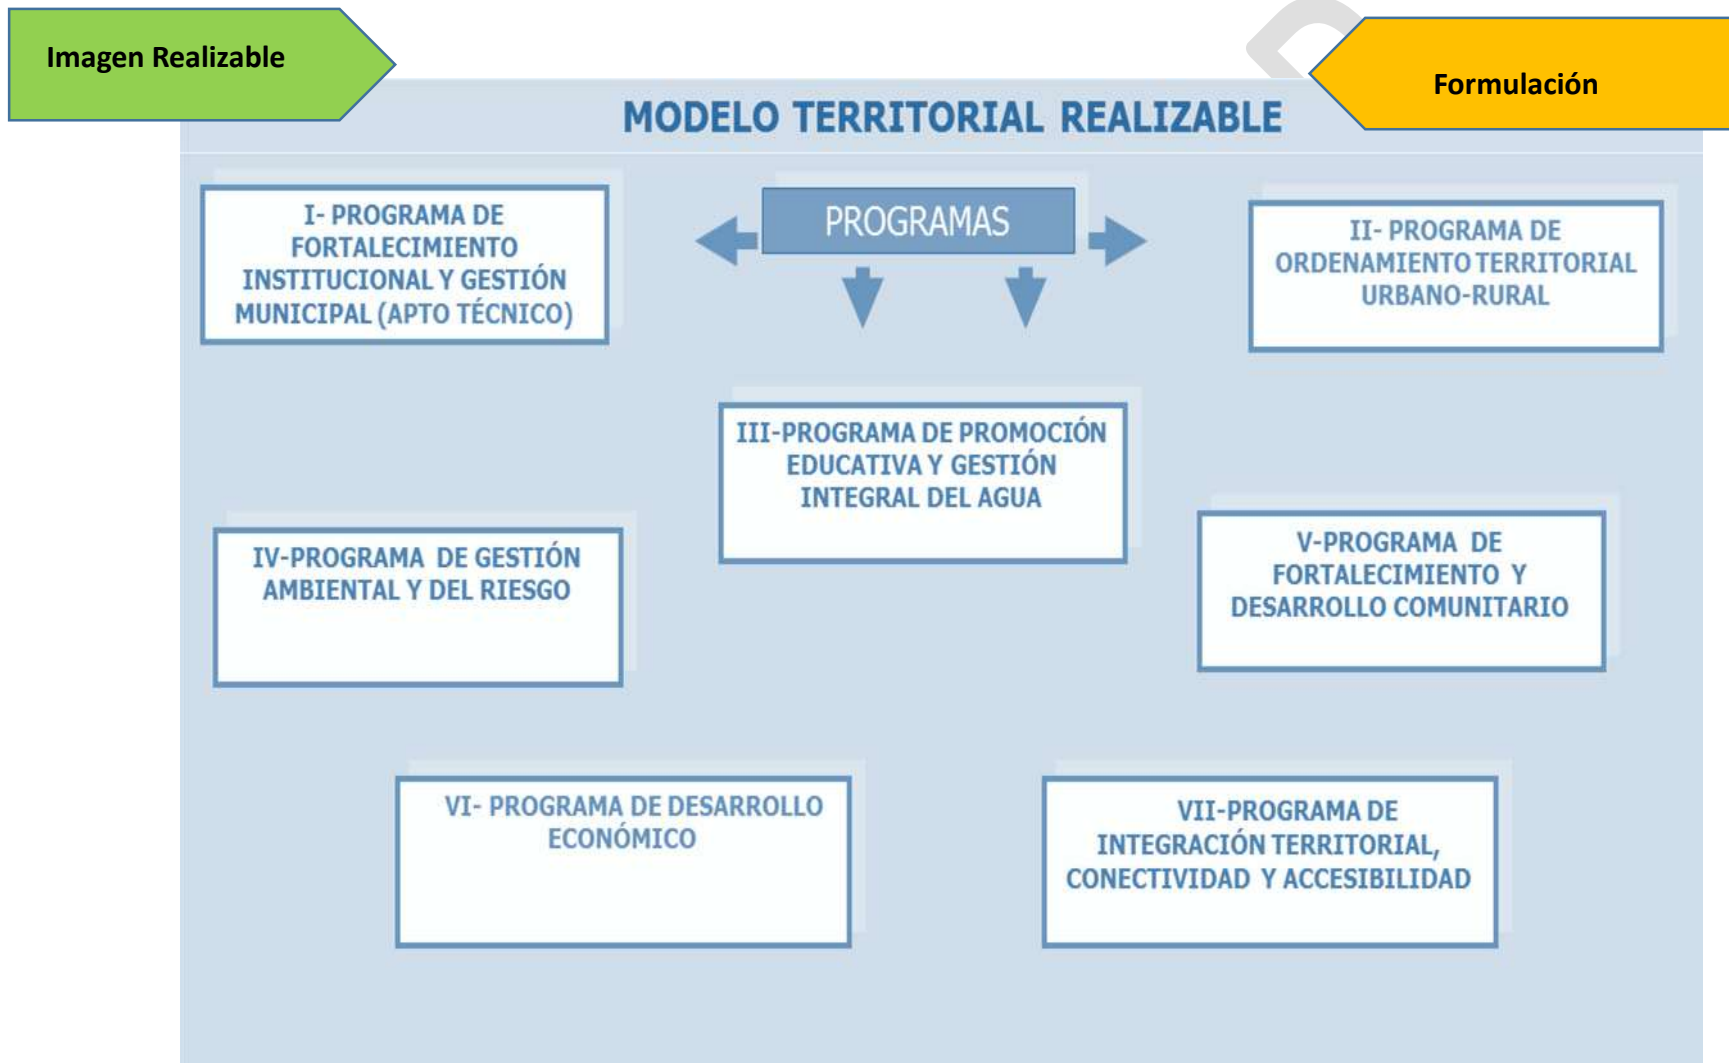 Imagen Realizable
Formulación
MODELO TERRITORIAL REALIZABLE
PROGRAMAS
I- PROGRAMA DE
FORTALECIMIENTO
INSTITUCIONAL Y GESTIÓN
MUNICIPAL (APTO TÉCNICO)
II- PROGRAMA DE
ORDENAMIENTO TERRITORIAL
URBANO-RURAL
III-PROGRAMA DE PROMOCIÓN
EDUCATIVA Y GESTIÓN
INTEGRAL DEL AGUA
IV-PROGRAMA DE GESTIÓN
AMBIENTAL Y DEL RIESGO
V-PROGRAMA DE
FORTALECIMIENTO Y
DESARROLLO COMUNITARIO
VI- PROGRAMA DE DESARROLLO
ECONÓMICO
VII-PROGRAMA DE
INTEGRACIÓN TERRITORIAL,
CONECTIVIDAD Y ACCESIBILIDAD